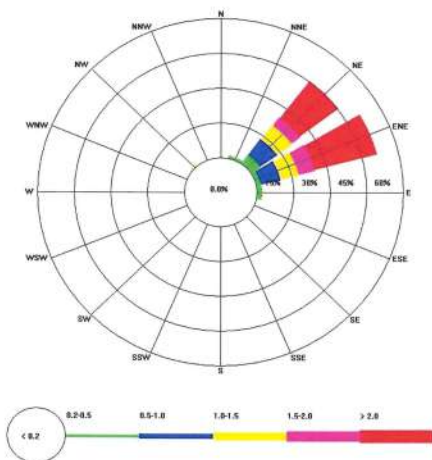 N
NNW NNE
NW NE
WNW ENE
0.0% 15% 30% 45% 60%
W E
WSW ESE
SW SE
SSW SSE
S
0.2-0.5 0.5-1.0 1.0-1.5 1.5-2.0 > 2.0
< 0.2